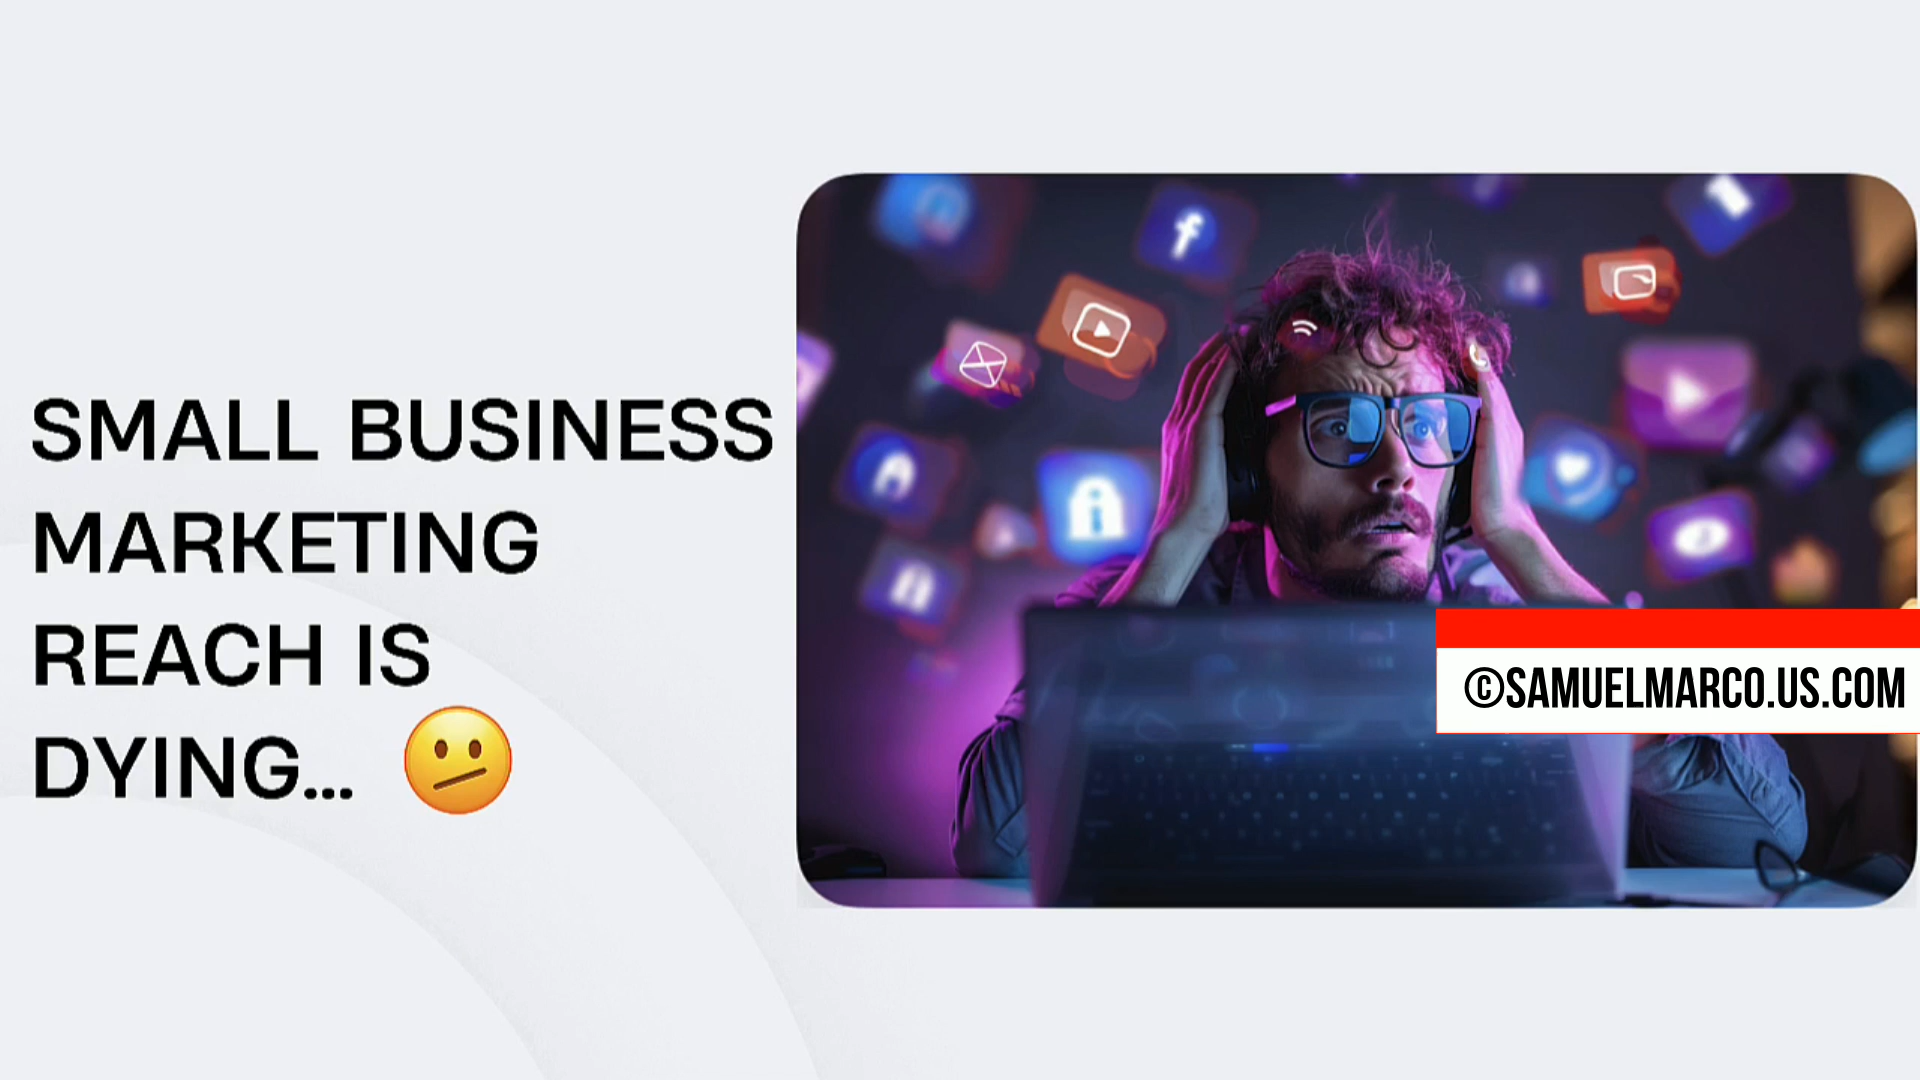 SMALL BUSINESS
MARKETING
REACH IS
DYING...
©SAMUELMARCO.US.COM